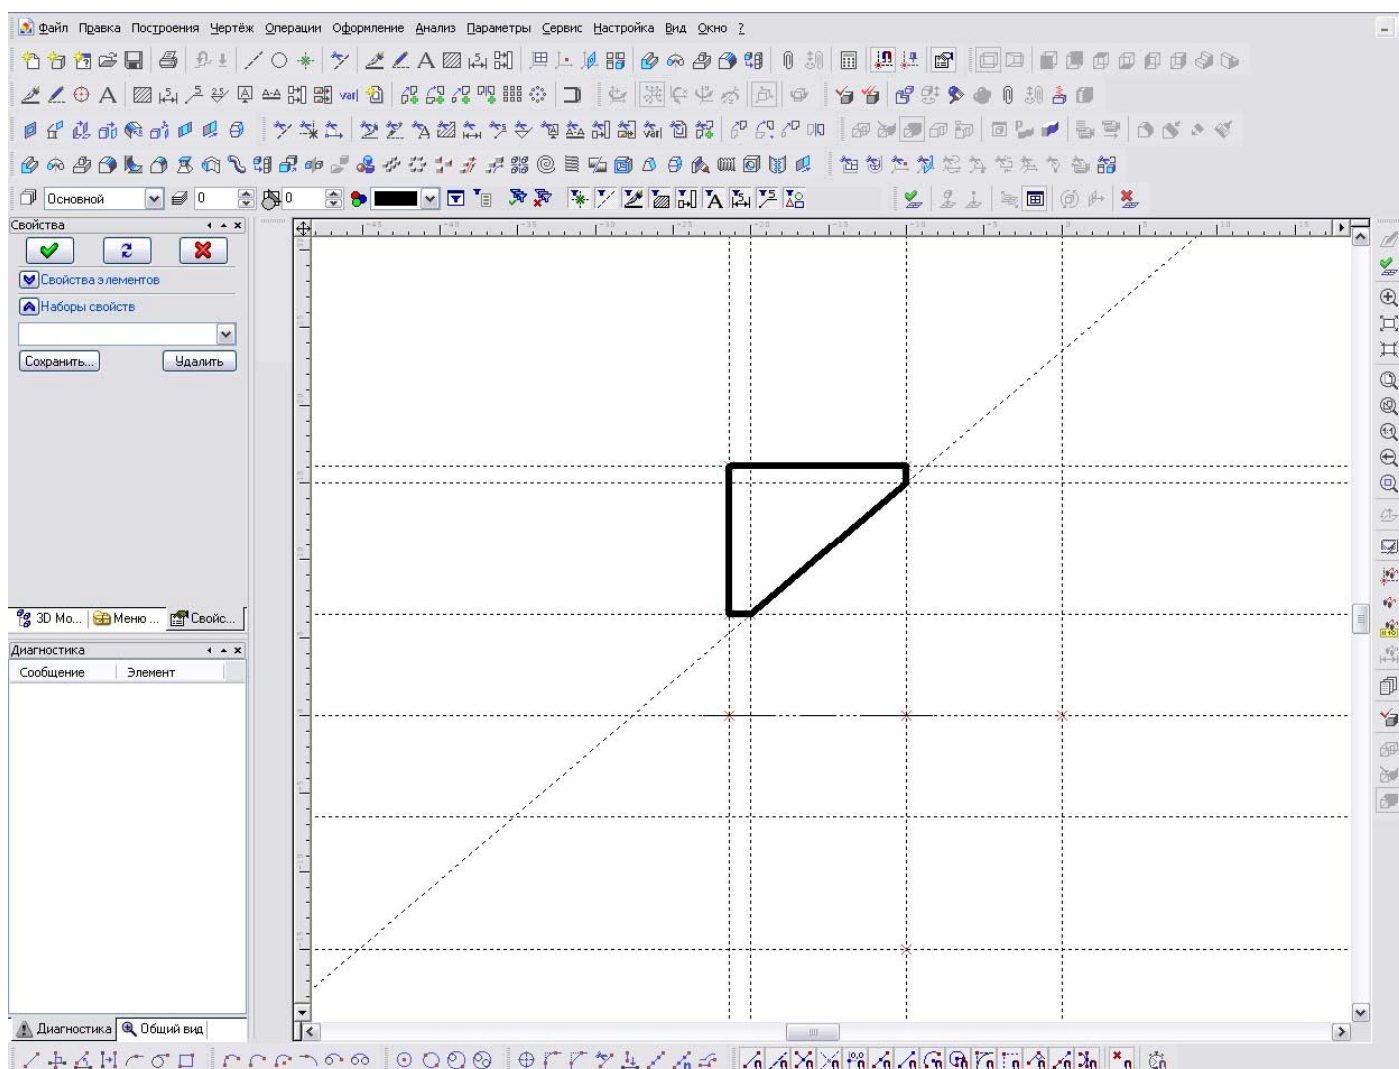 Файл Правка Построения Чертёж Операции Оформление Анализ Параметры Сервис Настройка Вид Окно ?
Основной 0 0
Свойства
Свойства элементов
Наборы свойств
Сохранить... Удалить
3D Мо... Меню ... Свойс...
Диагностика
Сообщение Элемент
Диагностика Общий вид